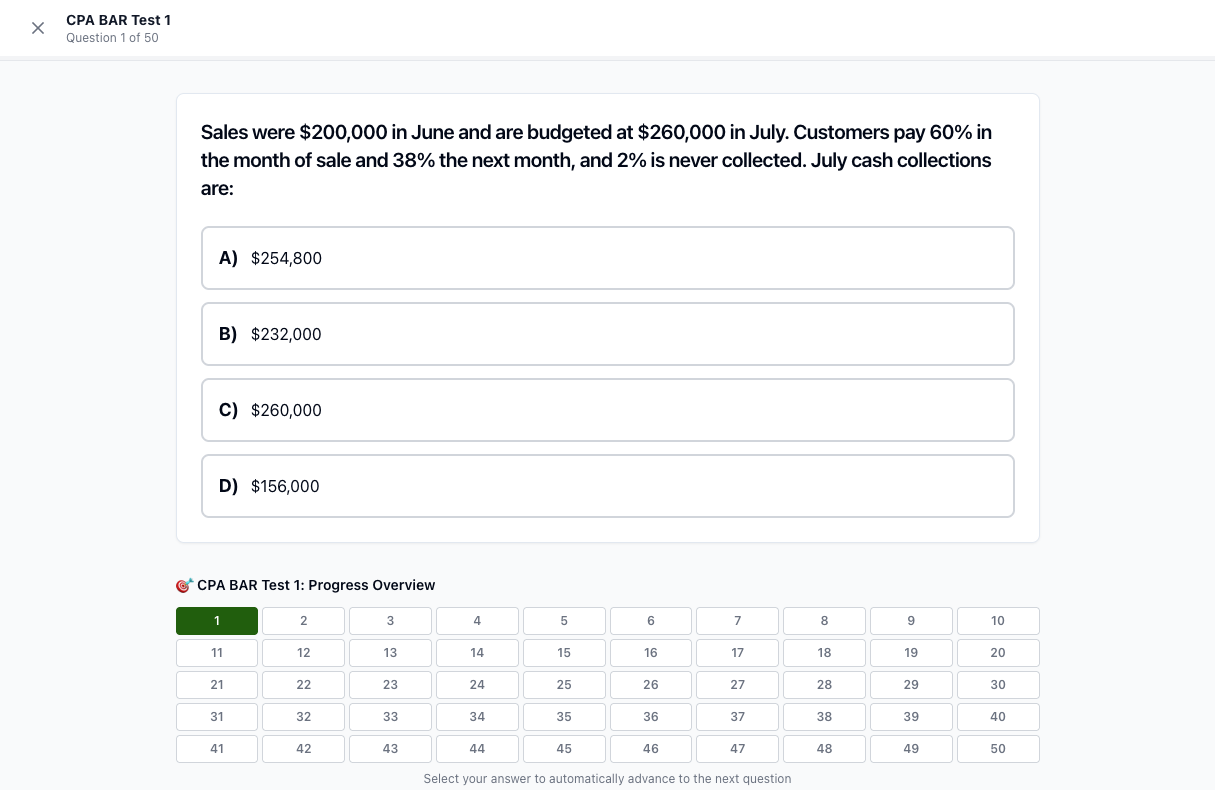 CPA BAR Test 1
Question 1 of 50
Sales were $200,000 in June and are budgeted at $260,000 in July. Customers pay 60% in
the month of sale and 38% the next month, and 2% is never collected. July cash collections
are:
A) $254,800
B) $232,000
C) $260,000
D) $156,000
🎯 CPA BAR Test 1: Progress Overview
1 2 3 4 5 6 7 8 9 10
11 12 13 14 15 16 17 18 19 20
21 22 23 24 25 26 27 28 29 30
31 32 33 34 35 36 37 38 39 40
41 42 43 44 45 46 47 48 49 50
Select your answer to automatically advance to the next question